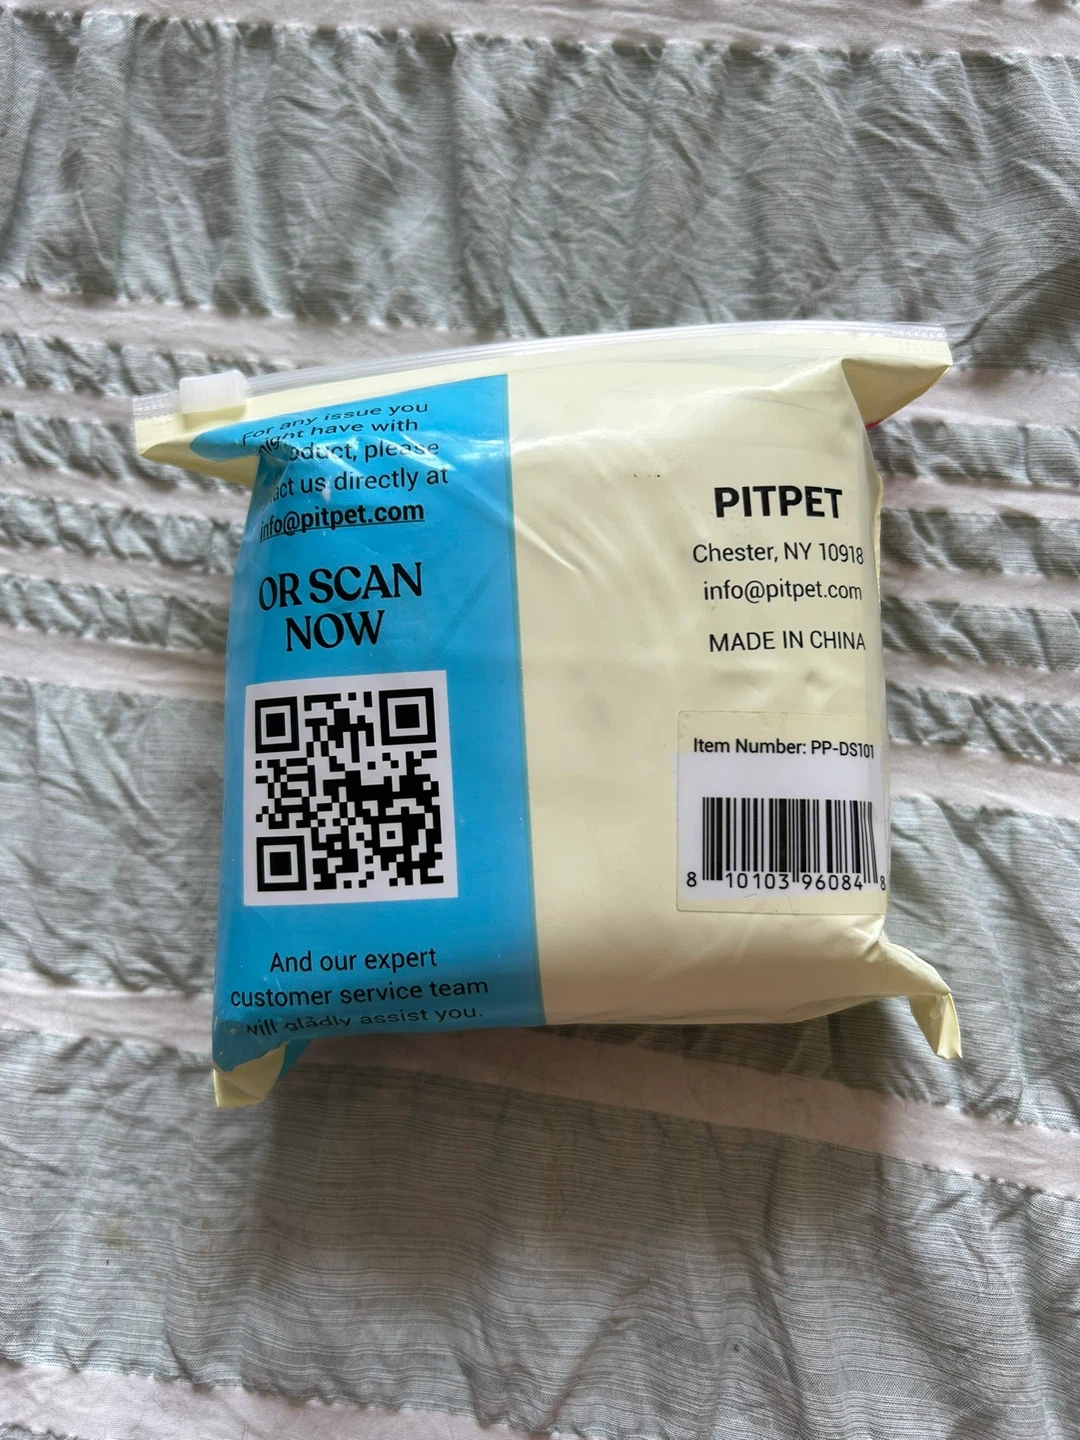 For any issue you
might have with
product, please
act us directly at
info@pitpet.com
OR SCAN
NOW
And our expert
customer service team
will gladly assist you.
PITPET
Chester, NY 10918
info@pitpet.com
MADE IN CHINA
Item Number: PP-DS101
8 10103 96084 8